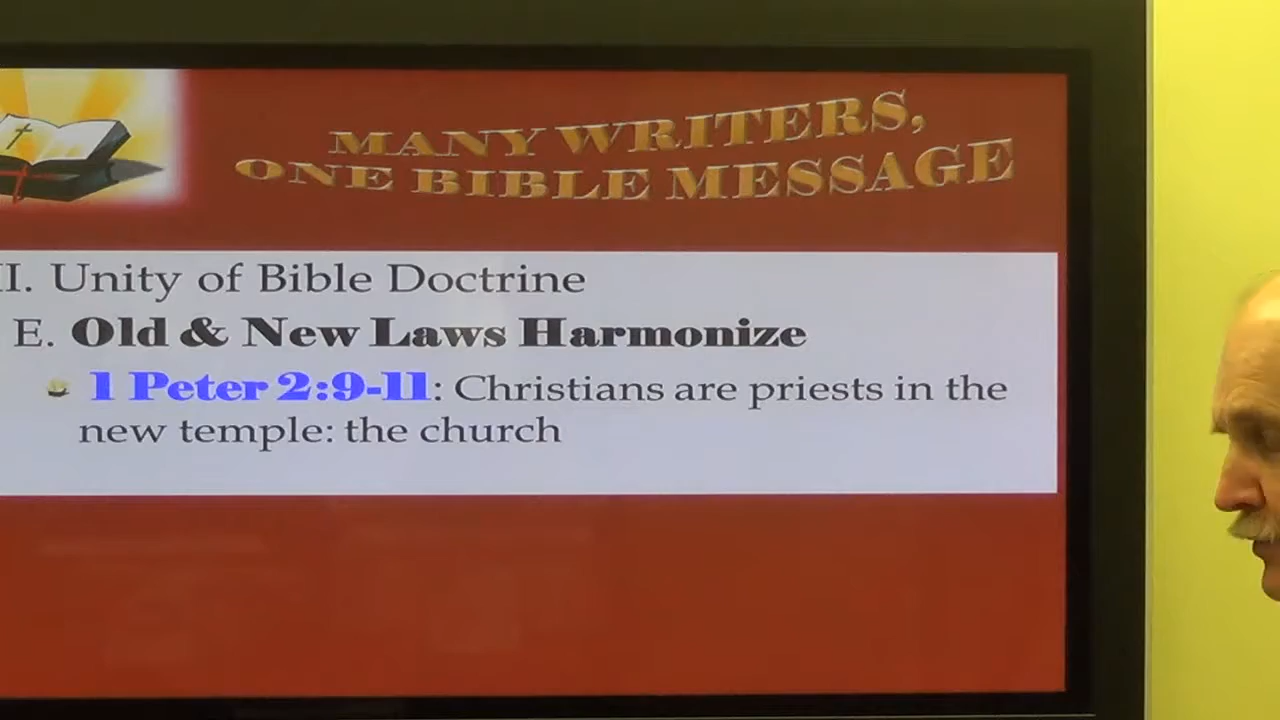 MANY WRITERS,
ONE BIBLE MESSAGE
II. Unity of Bible Doctrine
E. Old & New Laws Harmonize
1 Peter 2:9-11: Christians are priests in the
new temple: the church